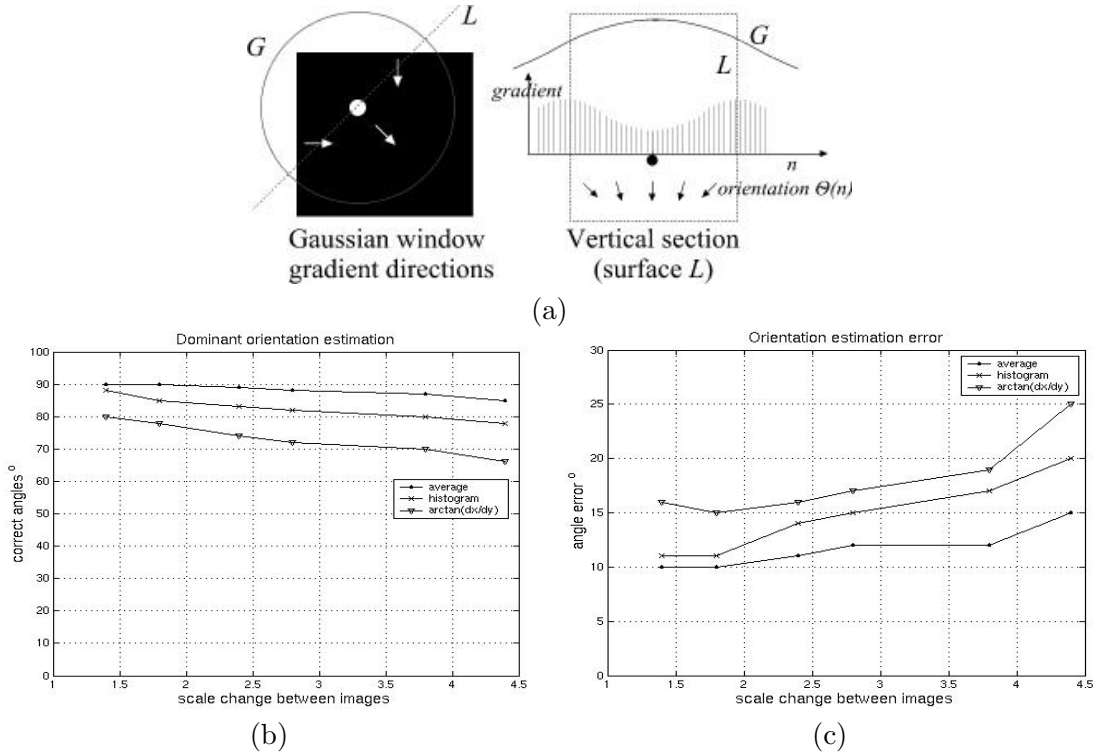 G
L
Gaussian window
gradient directions
G
L
gradient
n
orientation Θ(n)
Vertical section
(surface L)
(a)
Dominant orientation estimation
correct angles °
100
90
80
70
60
50
40
30
20
10
0
average
histogram
arctan(dx/dy)
1 1.5 2 2.5 3 3.5 4 4.5
scale change between images
(b)
Orientation estimation error
angle error °
30
25
20
15
10
5
0
average
histogram
arctan(dx/dy)
1 1.5 2 2.5 3 3.5 4 4.5
scale change between images
(c)